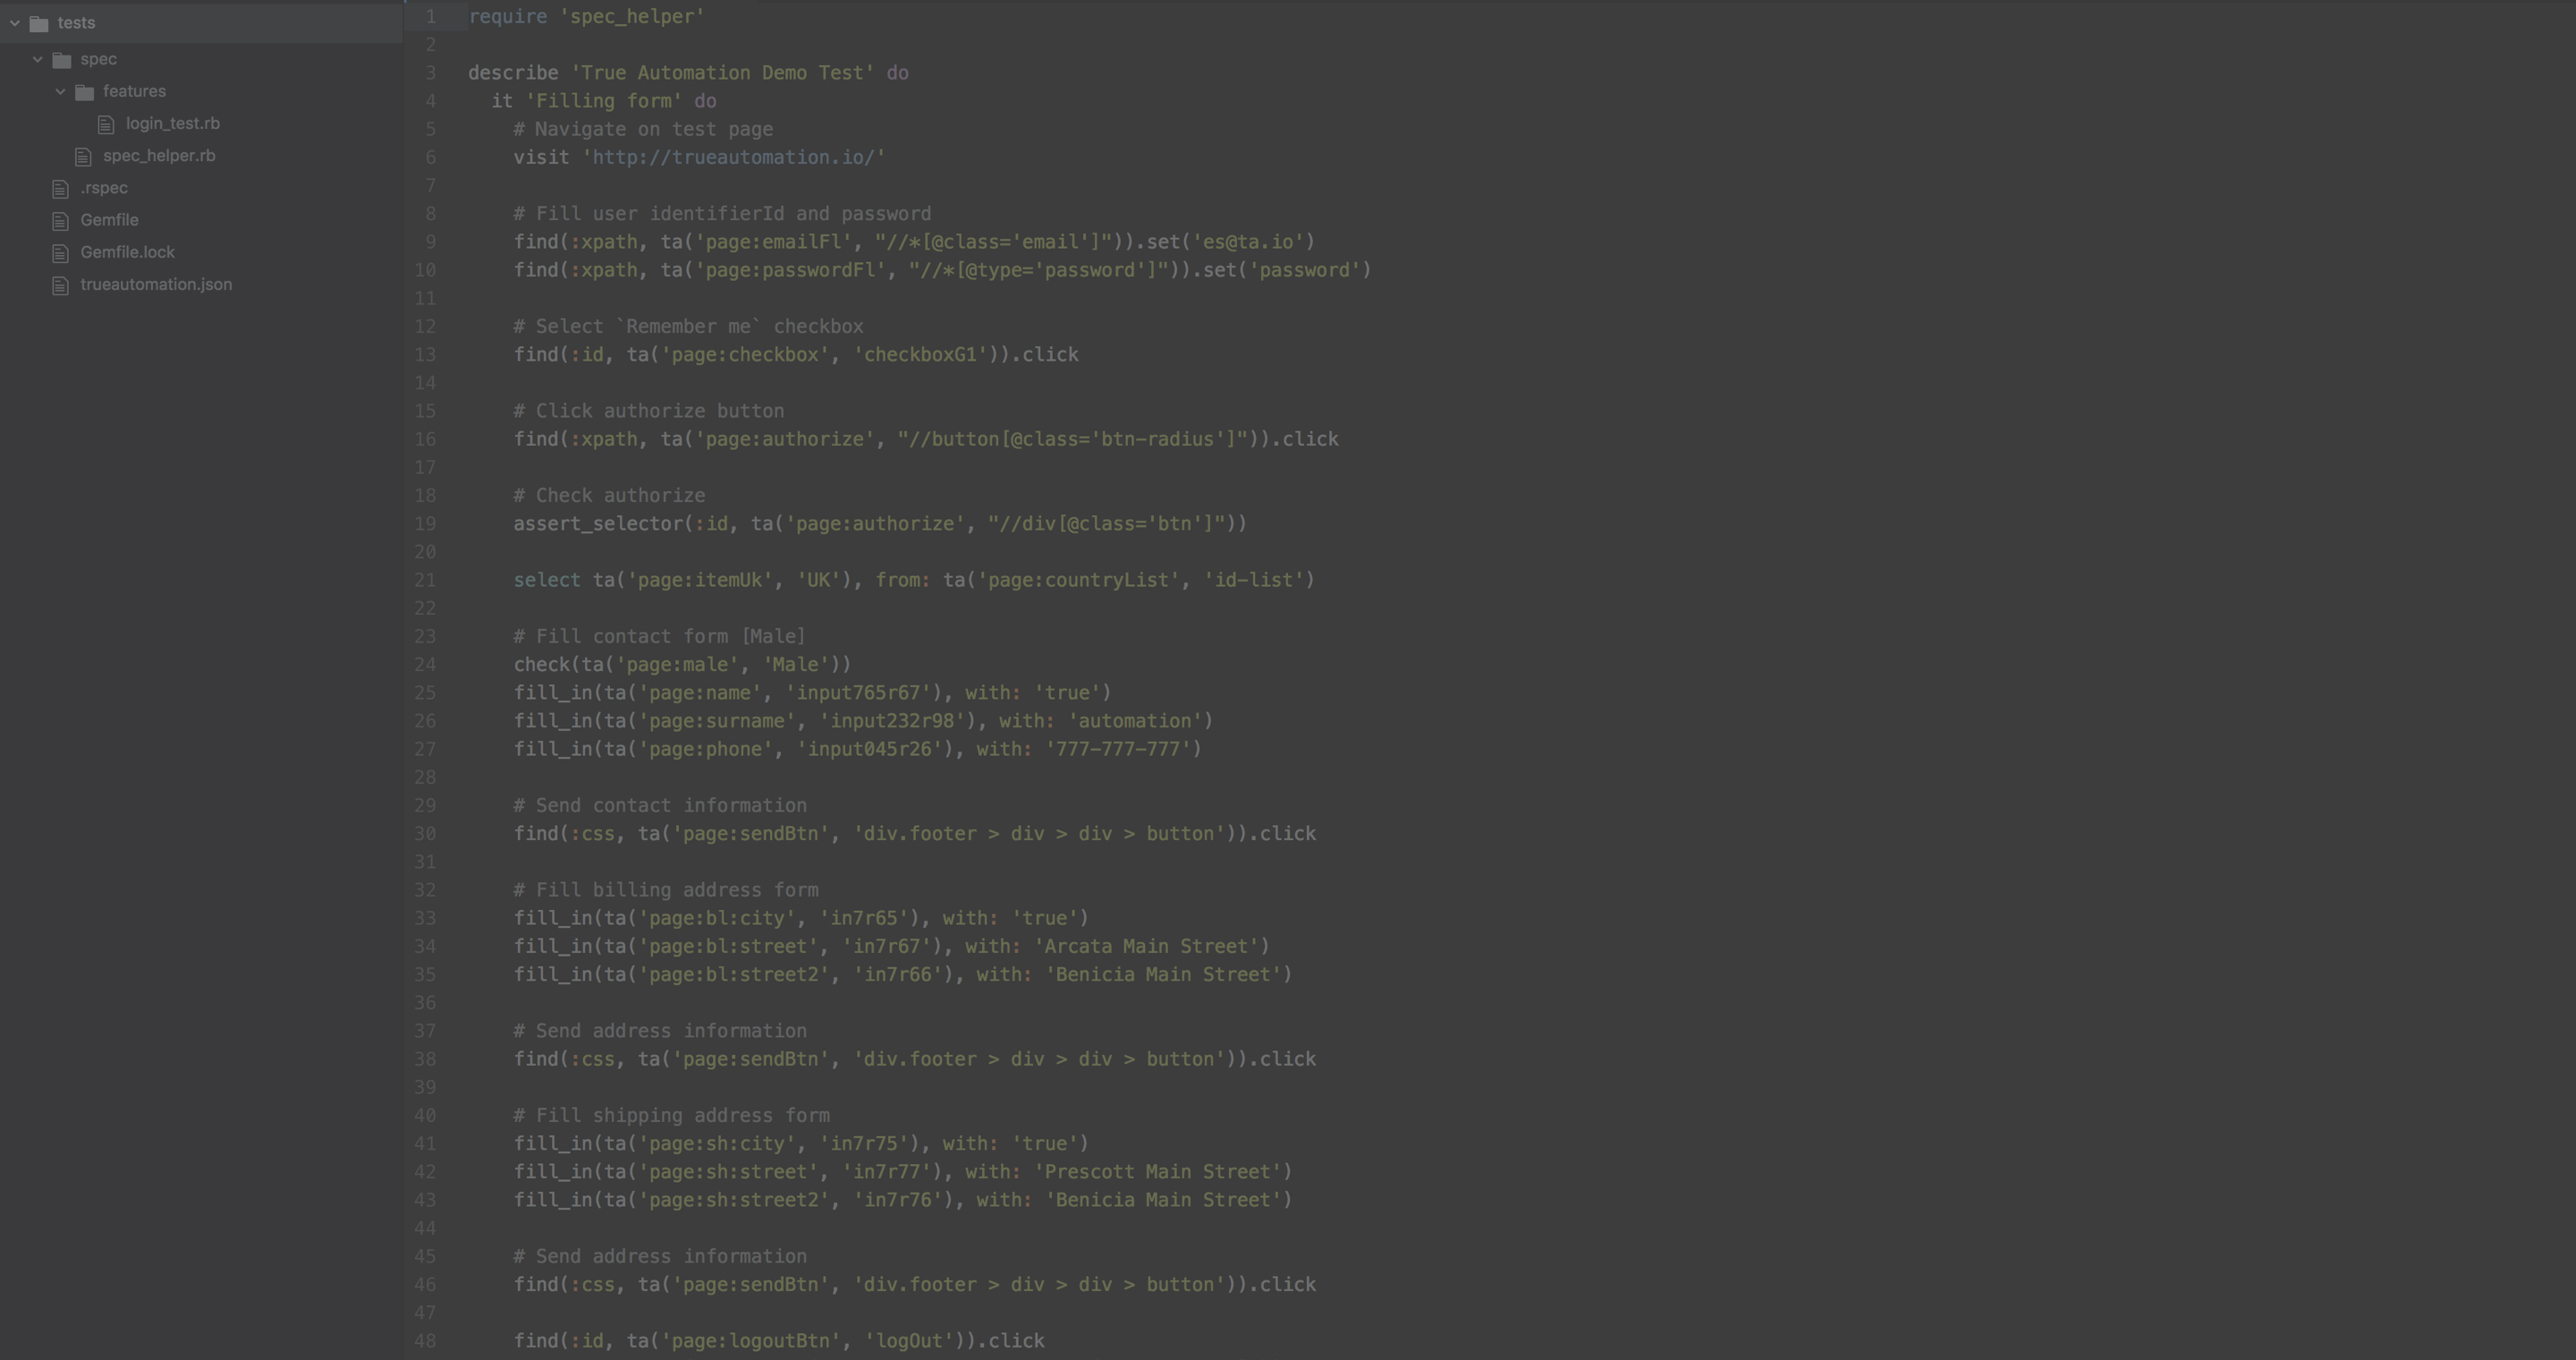 tests
spec
features
login_test.rb
spec_helper.rb
.rspec
Gemfile
Gemfile.lock
trueautomation.json
1 require 'spec_helper'
2
3 describe 'True Automation Demo Test' do
4 it 'Filling form' do
5 # Navigate on test page
6 visit 'http://trueautomation.io/'
7
8 # Fill user identifierId and password
9 find(:xpath, ta('page:emailFl', "//*[@class='email']")).set('es@ta.io')
10 find(:xpath, ta('page:passwordFl', "//*[@type='password']")).set('password')
11
12 # Select `Remember me` checkbox
13 find(:id, ta('page:checkbox', 'checkboxG1')).click
14
15 # Click authorize button
16 find(:xpath, ta('page:authorize', "//button[@class='btn-radius']")).click
17
18 # Check authorize
19 assert_selector(:id, ta('page:authorize', "//div[@class='btn']"))
20
21 select ta('page:itemUk', 'UK'), from: ta('page:countryList', 'id-list')
22
23 # Fill contact form [Male]
24 check(ta('page:male', 'Male'))
25 fill_in(ta('page:name', 'input765r67'), with: 'true')
26 fill_in(ta('page:surname', 'input232r98'), with: 'automation')
27 fill_in(ta('page:phone', 'input045r26'), with: '777-777-777')
28
29 # Send contact information
30 find(:css, ta('page:sendBtn', 'div.footer > div > div > button')).click
31
32 # Fill billing address form
33 fill_in(ta('page:bl:city', 'in7r65'), with: 'true')
34 fill_in(ta('page:bl:street', 'in7r67'), with: 'Arcata Main Street')
35 fill_in(ta('page:bl:street2', 'in7r66'), with: 'Benicia Main Street')
36
37 # Send address information
38 find(:css, ta('page:sendBtn', 'div.footer > div > div > button')).click
39
40 # Fill shipping address form
41 fill_in(ta('page:sh:city', 'in7r75'), with: 'true')
42 fill_in(ta('page:sh:street', 'in7r77'), with: 'Prescott Main Street')
43 fill_in(ta('page:sh:street2', 'in7r76'), with: 'Benicia Main Street')
44
45 # Send address information
46 find(:css, ta('page:sendBtn', 'div.footer > div > div > button')).click
47
48 find(:id, ta('page:logoutBtn', 'logOut')).click